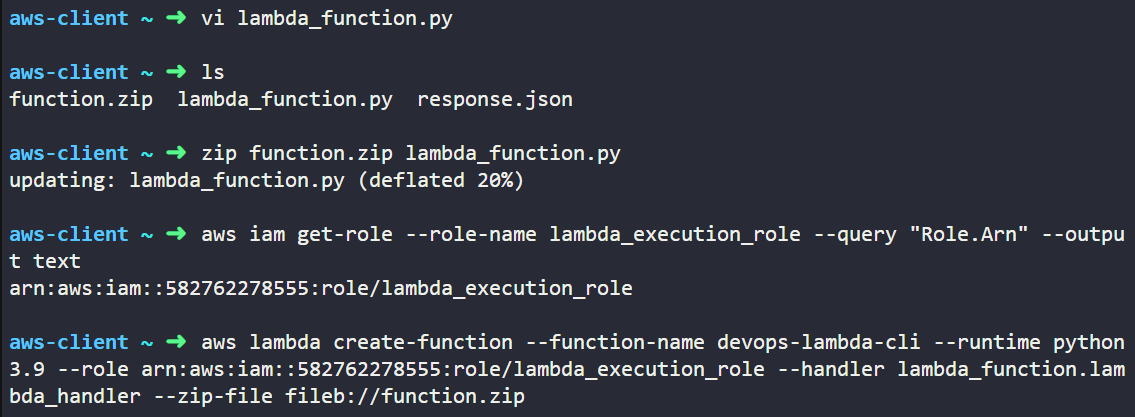 aws-client ~ ➜ vi lambda_function.py
aws-client ~ ➜ ls
function.zip  lambda_function.py  response.json
aws-client ~ ➜ zip function.zip lambda_function.py
updating: lambda_function.py (deflated 20%)
aws-client ~ ➜ aws iam get-role --role-name lambda_execution_role --query "Role.Arn" --outpu
t text
arn:aws:iam::582762278555:role/lambda_execution_role
aws-client ~ ➜ aws lambda create-function --function-name devops-lambda-cli --runtime python
3.9 --role arn:aws:iam::582762278555:role/lambda_execution_role --handler lambda_function.lam
bda_handler --zip-file fileb://function.zip